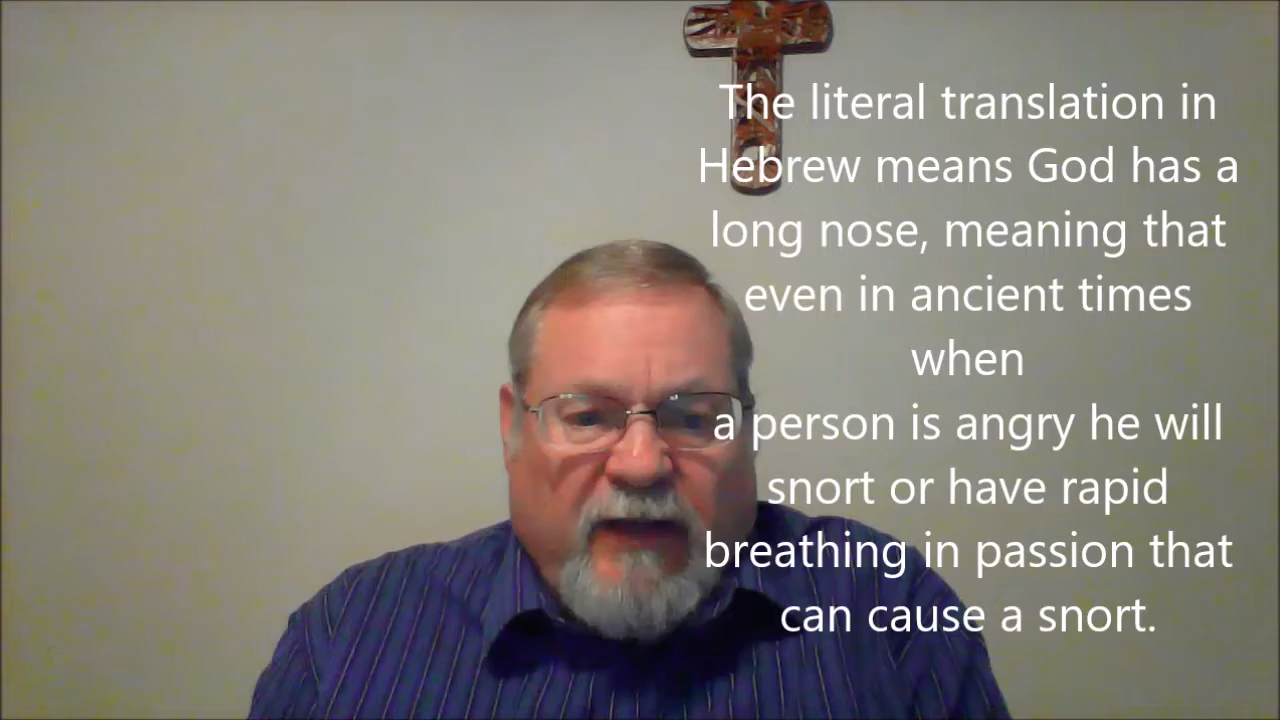 The literal translation in
Hebrew means God has a
long nose, meaning that
even in ancient times
when
a person is angry he will
snort or have rapid
breathing in passion that
can cause a snort.